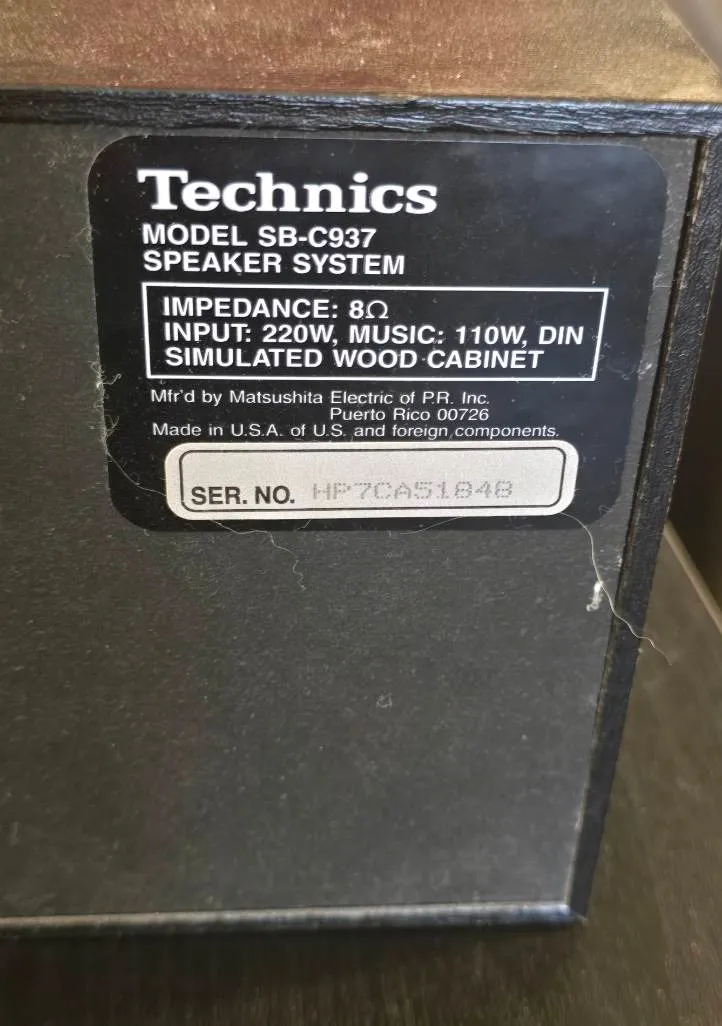 Technics
MODEL SB-C937
SPEAKER SYSTEM
IMPEDANCE: 8Ω
INPUT: 220W, MUSIC: 110W, DIN
SIMULATED WOOD CABINET
Mfr'd by Matsushita Electric of P.R. Inc.
Puerto Rico 00726
Made in U.S.A. of U.S. and foreign components.
SER. NO. HP7CA51848